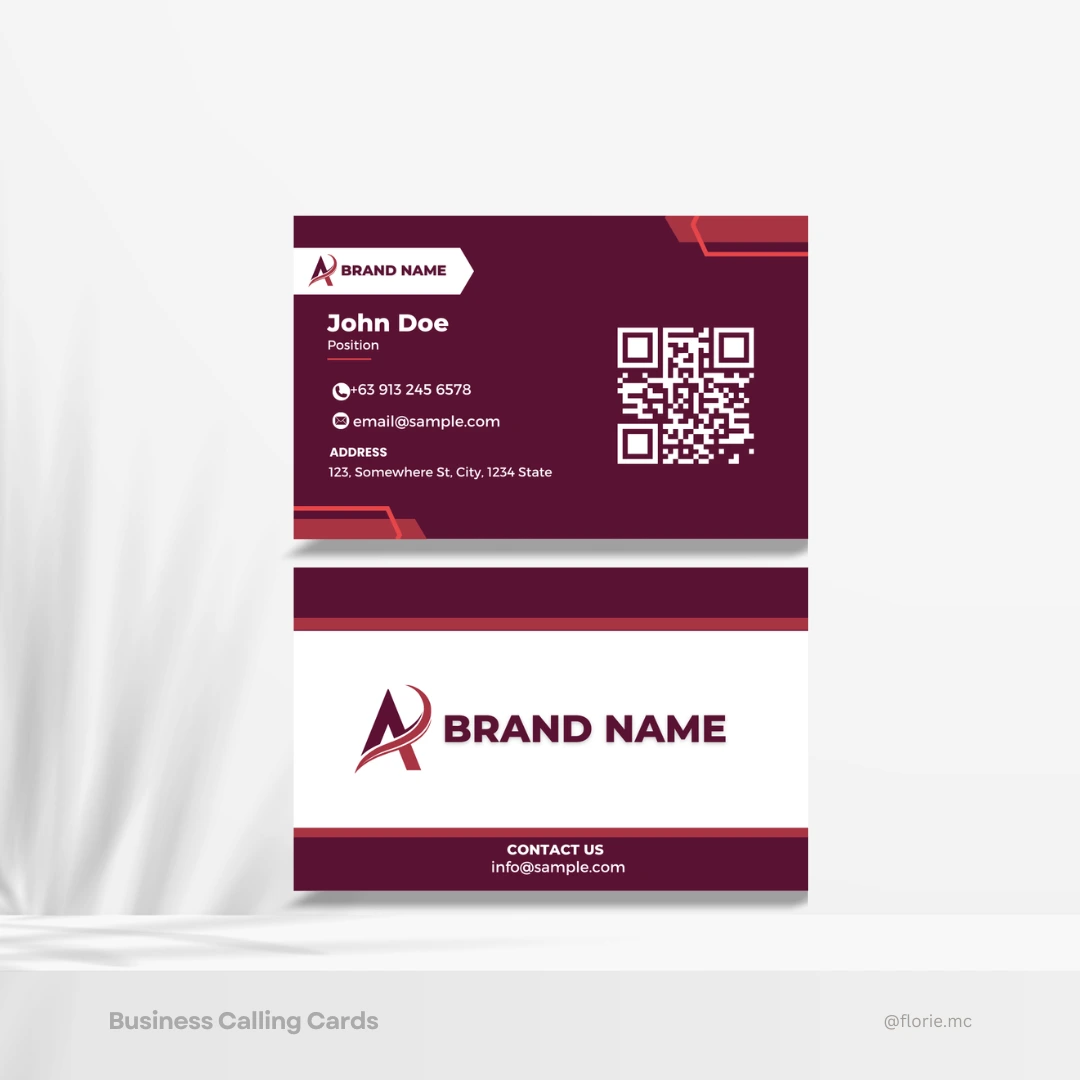 BRAND NAME
John Doe
Position
+63 913 245 6578
email@sample.com
ADDRESS
123, Somewhere St, City, 1234 State
BRAND NAME
CONTACT US
info@sample.com
Business Calling Cards
@florie.mc